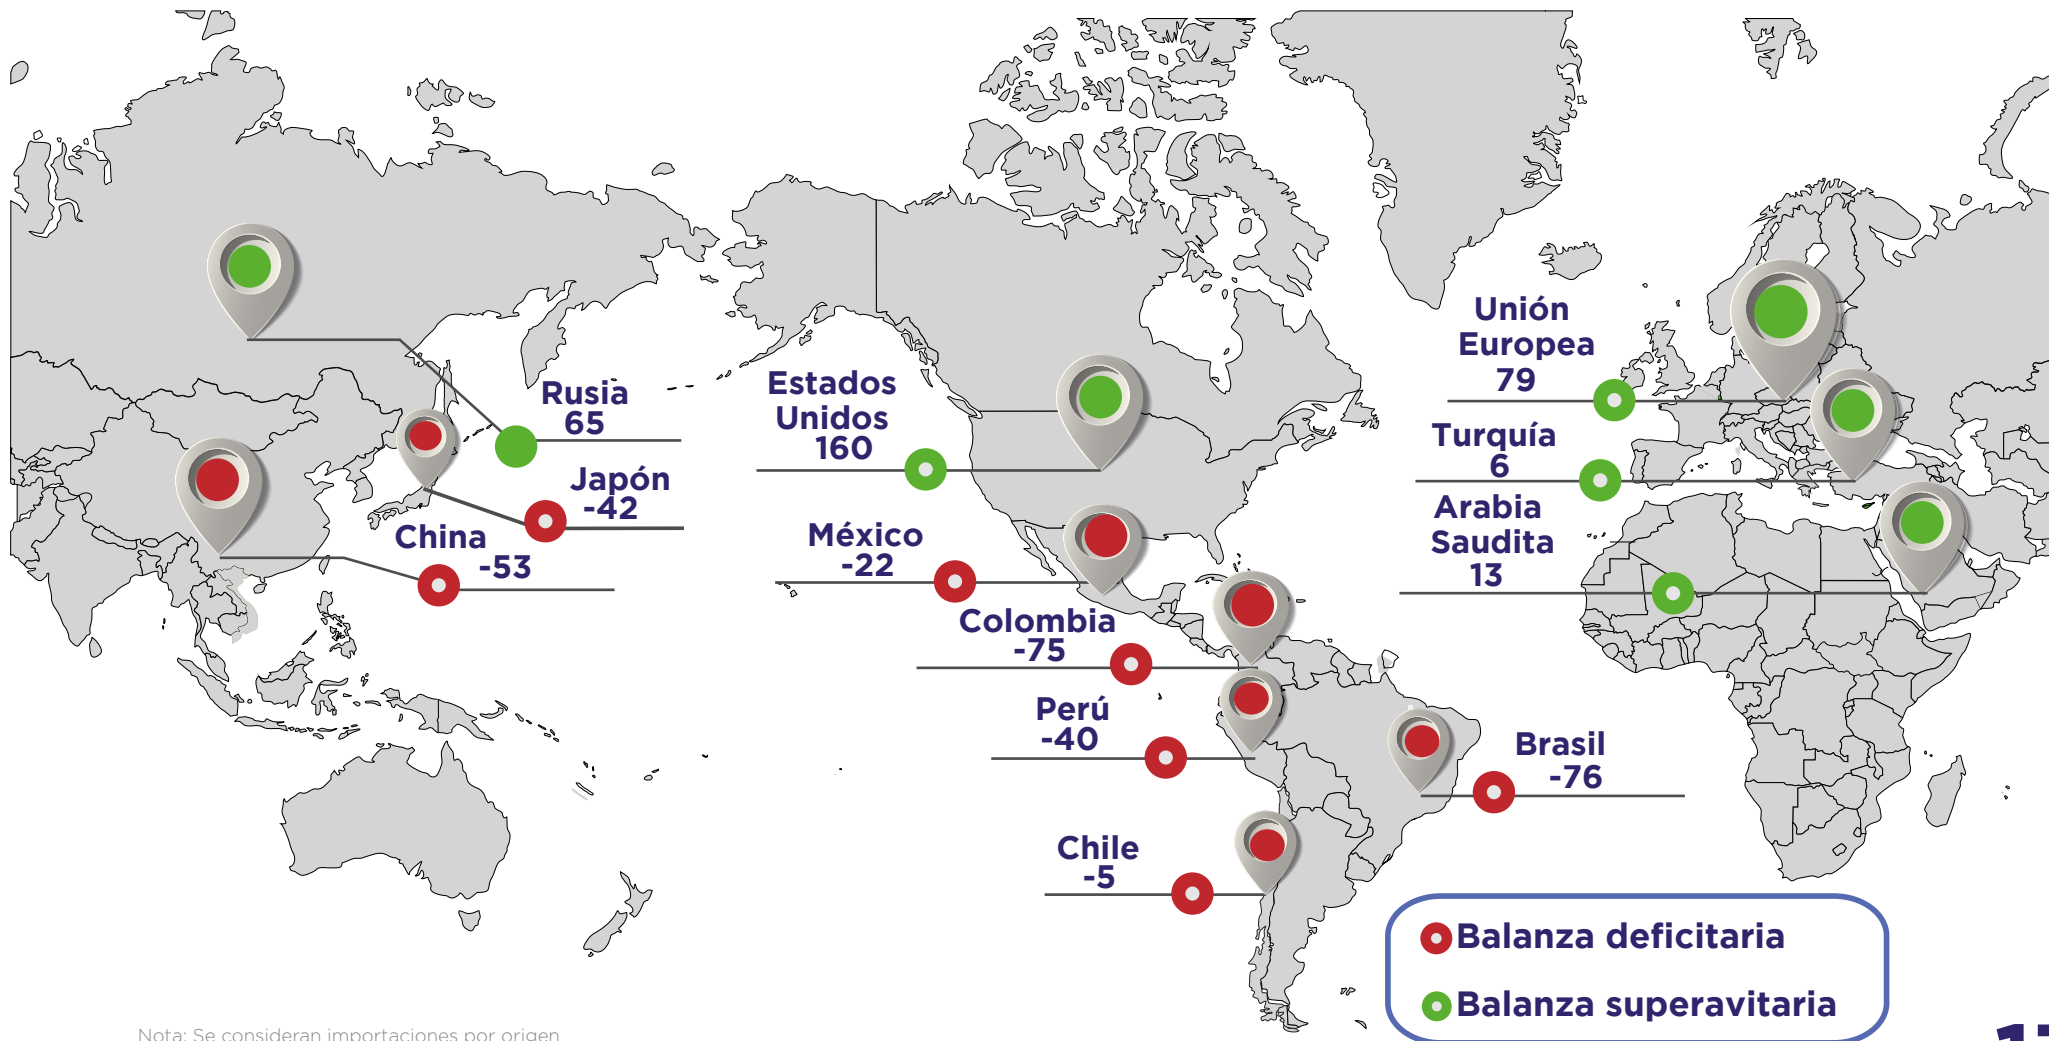 Rusia
65
Japón
-42
China
-53
Estados
Unidos
160
México
-22
Colombia
-75
Perú
-40
Chile
-5
Brasil
-76
Unión
Europea
79
Turquía
6
Arabia
Saudita
13
Balanza deficitaria
Balanza superavitaria
Nota: Se consideran importaciones por origen